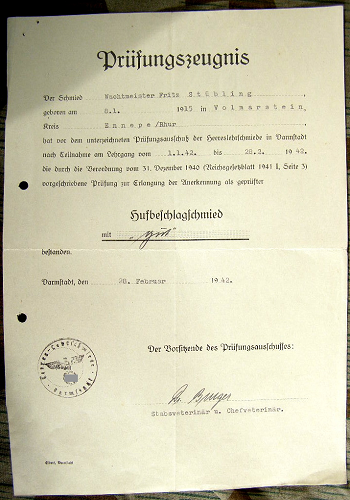 Prüfungszeugnis
Der Schmied Wachtmeister Fritz Stübling
geboren am 8.1. 1915 in Volmarstein,
Kreis Ennepe/Rhur
hat vor dem unterzeichneten Prüfungsausschuß der Heereslehrschmiede in Darmstadt
nach Teilnahme am Lehrgang vom 1.1.42. bis 28.2. 1942.
die durch die Verordnung vom 31. Dezember 1940 (Reichsgesetzblatt 1941 I, Seite 3)
vorgeschriebene Prüfung zur Erlangung der Anerkennung als geprüfter
Hufbeschlagschmied
mit „gut"
bestanden.
Darmstadt, den 28. Februar 1942.
Der Vorsitzende des Prüfungsausschusses:
Stabsveterinär u. Chefveterinär.